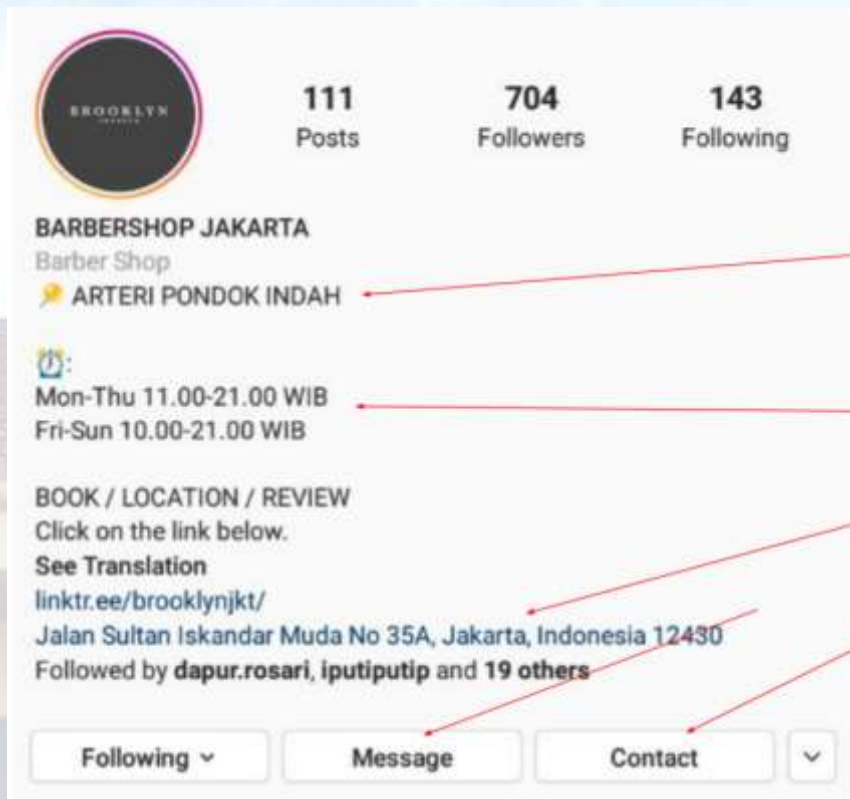 BROOKLYN
111 704 143
Posts Followers Following
BARBERSHOP JAKARTA
Barber Shop
ARTERI PONDOK INDAH
:
Mon-Thu 11.00-21.00 WIB
Fri-Sun 10.00-21.00 WIB
BOOK / LOCATION / REVIEW
Click on the link below.
See Translation
linktr.ee/brooklynjkt/
Jalan Sultan Iskandar Muda No 35A, Jakarta, Indonesia 12430
Followed by dapur.rosari, iputiputip and 19 others
Following Message Contact